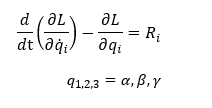 d/dt (∂L/∂q̇ᵢ) − ∂L/∂qᵢ = Rᵢ
q₁,₂,₃ = α, β, γ